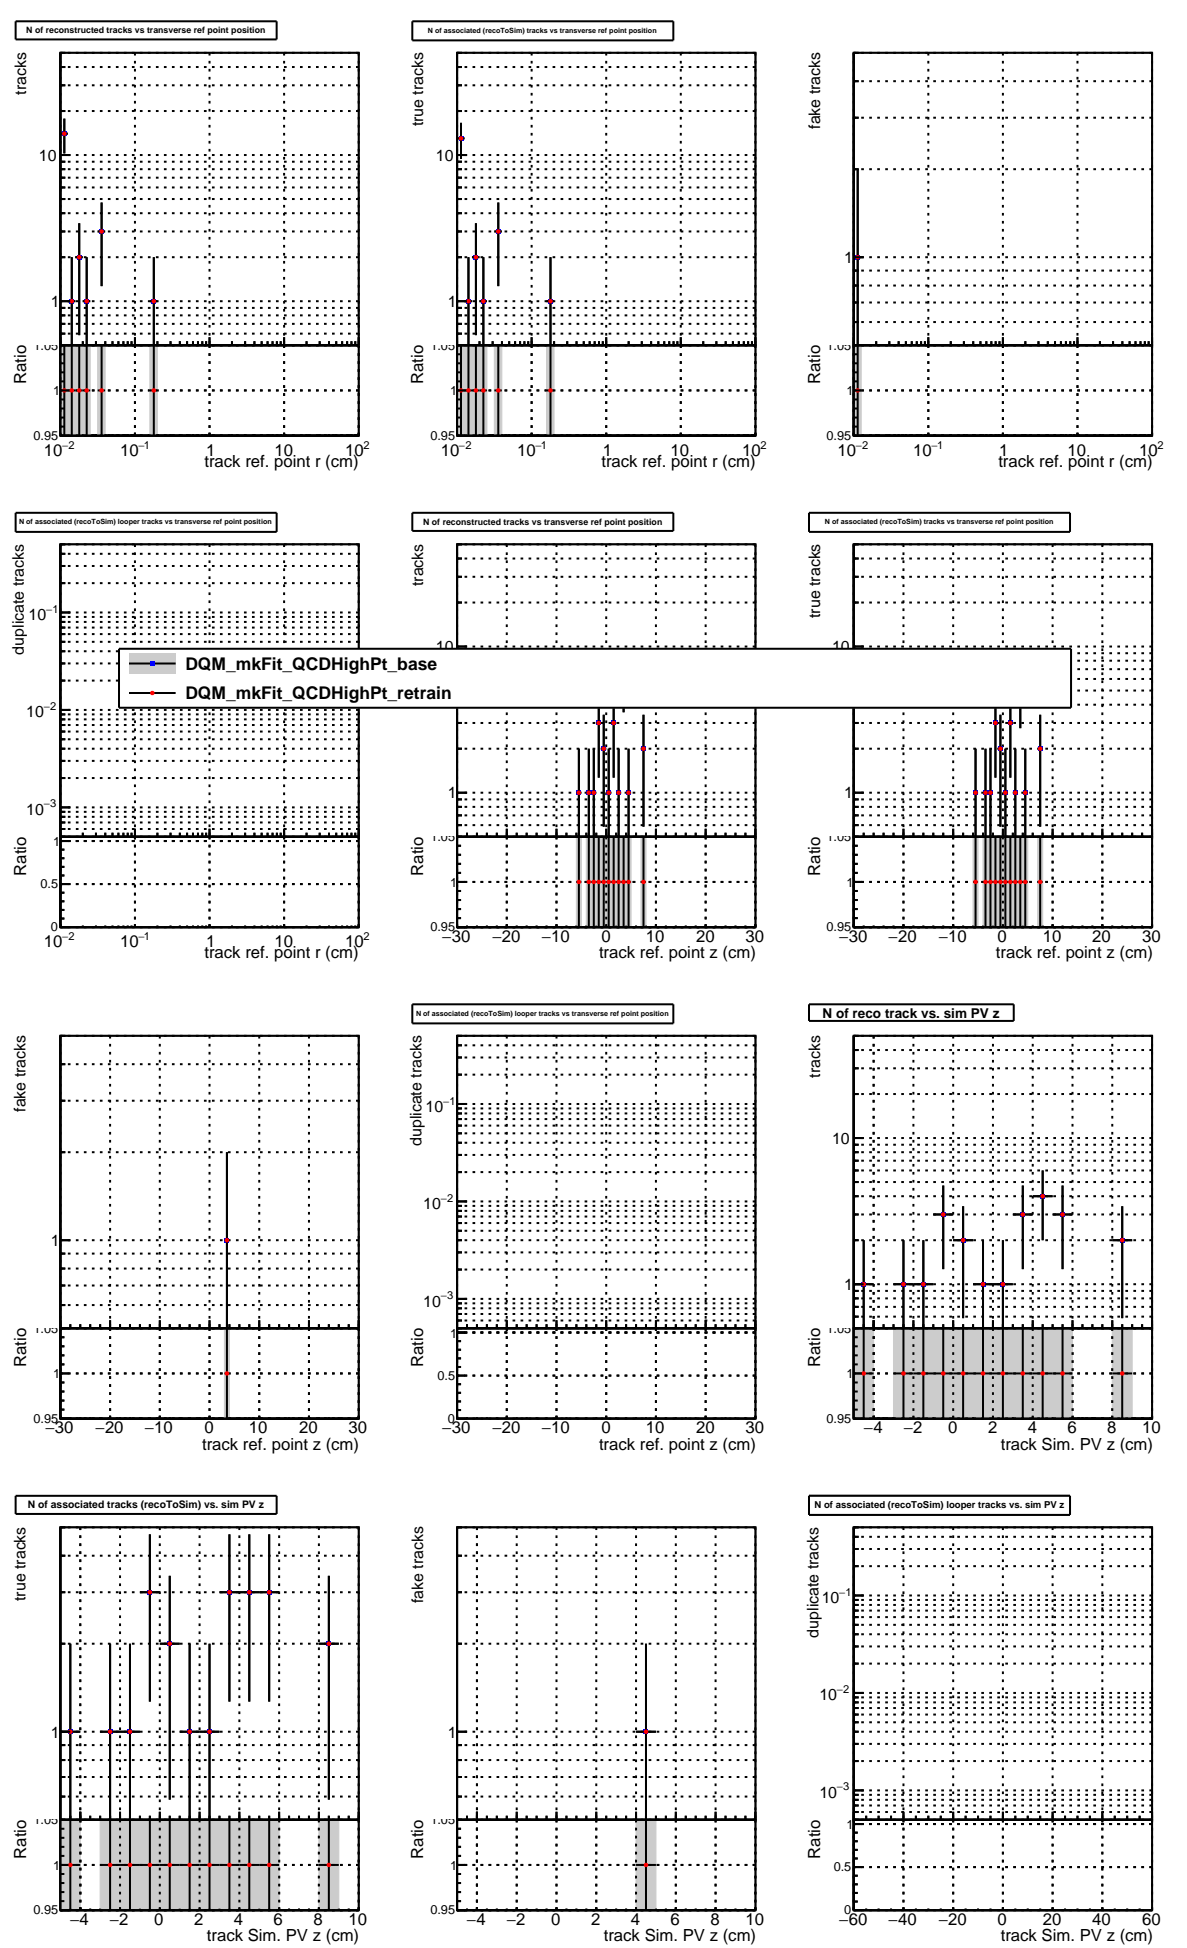 N of reconstructed tracks vs transverse ref point position
tracks
10
1
1.05
Ratio
1
0.95
10−2 10−1 1 10 102
track ref. point r (cm)
N of associated (recoToSim) tracks vs transverse ref point position
true tracks
10
1
1.05
Ratio
1
0.95
10−2 10−1 1 10 102
track ref. point r (cm)
fake tracks
1
1.05
Ratio
1
0.95
10−2 10−1 1 10 102
track ref. point r (cm)
N of associated (recoToSim) looper tracks vs transverse ref point position
duplicate tracks
10−1
10−2
10−3
Ratio
1
0.5
0
10−2 10−1 1 10 102
track ref. point r (cm)
N of reconstructed tracks vs transverse ref point position
tracks
10
1
1.05
Ratio
1
0.95
−30 −20 −10 0 10 20 30
track ref. point z (cm)
N of associated (recoToSim) tracks vs transverse ref point position
true tracks
10
1
1.05
Ratio
1
0.95
−30 −20 −10 0 10 20 30
track ref. point z (cm)
DQM_mkFit_QCDHighPt_base
DQM_mkFit_QCDHighPt_retrain
fake tracks
1
1.05
Ratio
1
0.95
−30 −20 −10 0 10 20 30
track ref. point z (cm)
N of associated (recoToSim) looper tracks vs transverse ref point position
duplicate tracks
10−1
10−2
10−3
Ratio
1
0.5
0
−30 −20 −10 0 10 20 30
track ref. point z (cm)
N of reco track vs. sim PV z
tracks
10
1
1.05
Ratio
1
0.95
−4 −2 0 2 4 6 8 10
track Sim. PV z (cm)
N of associated tracks (recoToSim) vs. sim PV z
true tracks
1
1.05
Ratio
1
0.95
−4 −2 0 2 4 6 8 10
track Sim. PV z (cm)
fake tracks
1
1.05
Ratio
1
0.95
−4 −2 0 2 4 6 8 10
track Sim. PV z (cm)
N of associated (recoToSim) looper tracks vs. sim PV z
duplicate tracks
10−1
10−2
10−3
Ratio
1
0.5
0
−60 −40 −20 0 20 40 60
track Sim. PV z (cm)